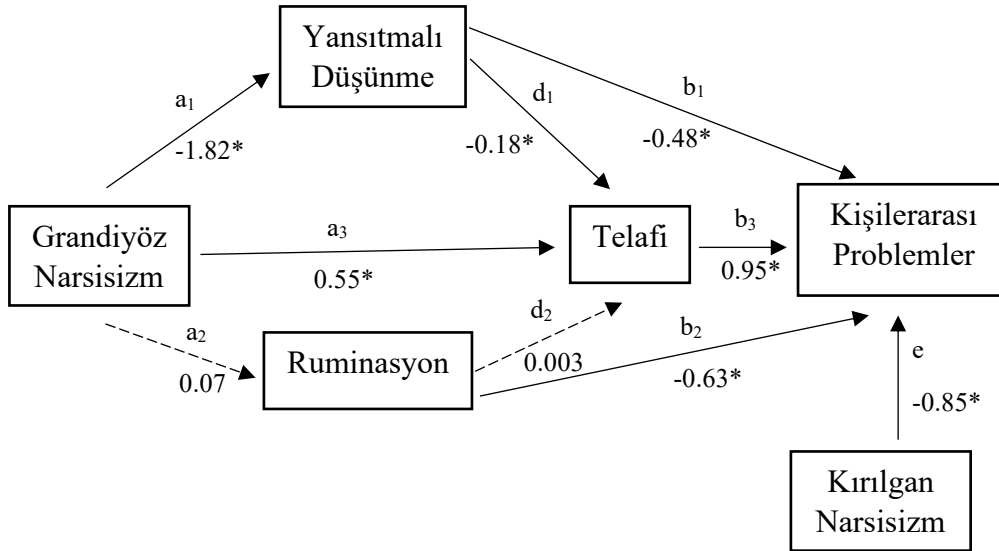 Yansıtmalı
Düşünme
a₁
-1.82*
d₁
-0.18*
b₁
-0.48*
Grandiyöz
Narsisizm
a₃
0.55*
Telafi
b₃
0.95*
Kişilerarası
Problemler
a₂
0.07
Ruminasyon
d₂
0.003
b₂
-0.63*
e
-0.85*
Kırılgan
Narsisizm